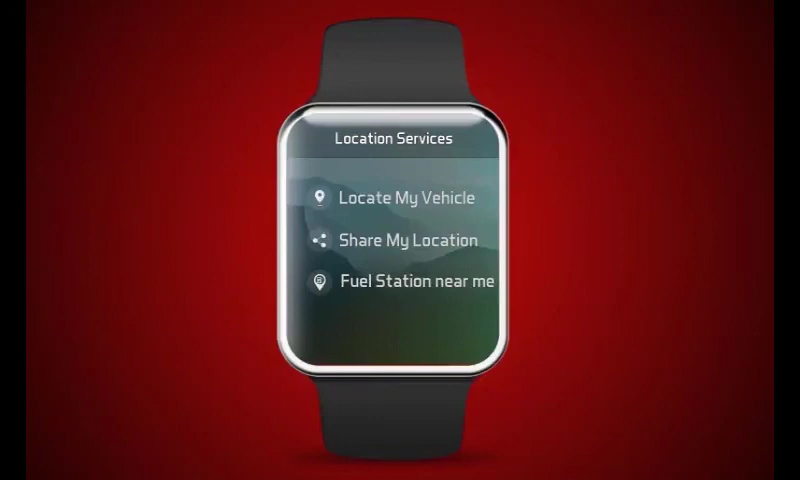 Location Services
Locate My Vehicle
Share My Location
Fuel Station near me